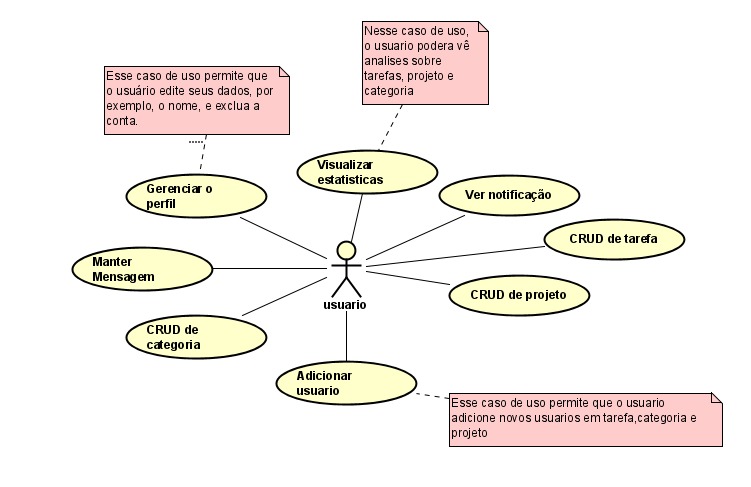 Nesse caso de uso,
o usuario podera vê
analises sobre
tarefas, projeto e
categoria
Esse caso de uso permite que
o usuário edite seus dados, por
exemplo, o nome, e exclua a
conta.
.....
Visualizar
estatisticas
Gerenciar o
perfil
Ver notificação
CRUD de tarefa
Manter
Mensagem
CRUD de projeto
usuario
CRUD de
categoria
Adicionar
usuario
Esse caso de uso permite que o usuario
adicione novos usuarios em tarefa,categoria e
projeto